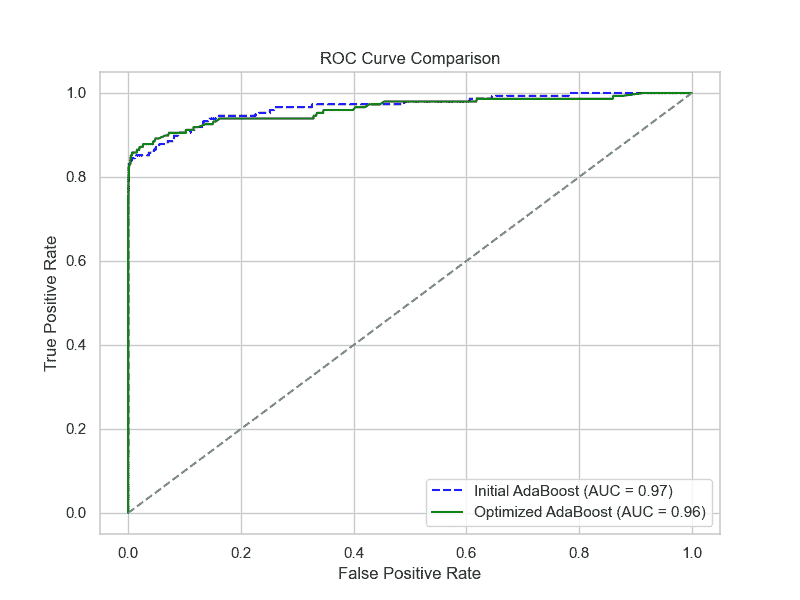 ROC Curve Comparison
1.0
0.8
0.6
0.4
0.2
0.0
True Positive Rate
Initial AdaBoost (AUC = 0.97)
Optimized AdaBoost (AUC = 0.96)
0.0 0.2 0.4 0.6 0.8 1.0
False Positive Rate